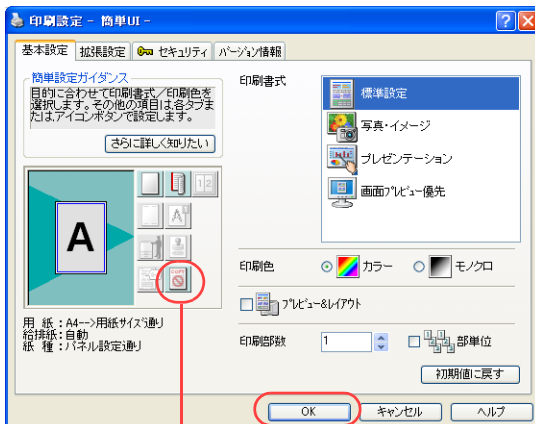 印刷設定 - 簡単UI -
基本設定 拡張設定 セキュリティ バージョン情報
簡単設定ガイダンス
目的に合わせて印刷書式/印刷色を
選択します。その他の項目は各タブま
たはアイコンボタンで設定します。
さらに詳しく知りたい
印刷書式
標準設定
写真・イメージ
プレゼンテーション
画面プレビュー優先
1 2
A
A
COPY
印刷色 カラー モノクロ
プレビュー&レイアウト
用 紙:A4-->用紙サイズ通り
給排紙:自動
紙 種:パネル設定通り
印刷部数 1 部単位
初期値に戻す
OK キャンセル ヘルプ